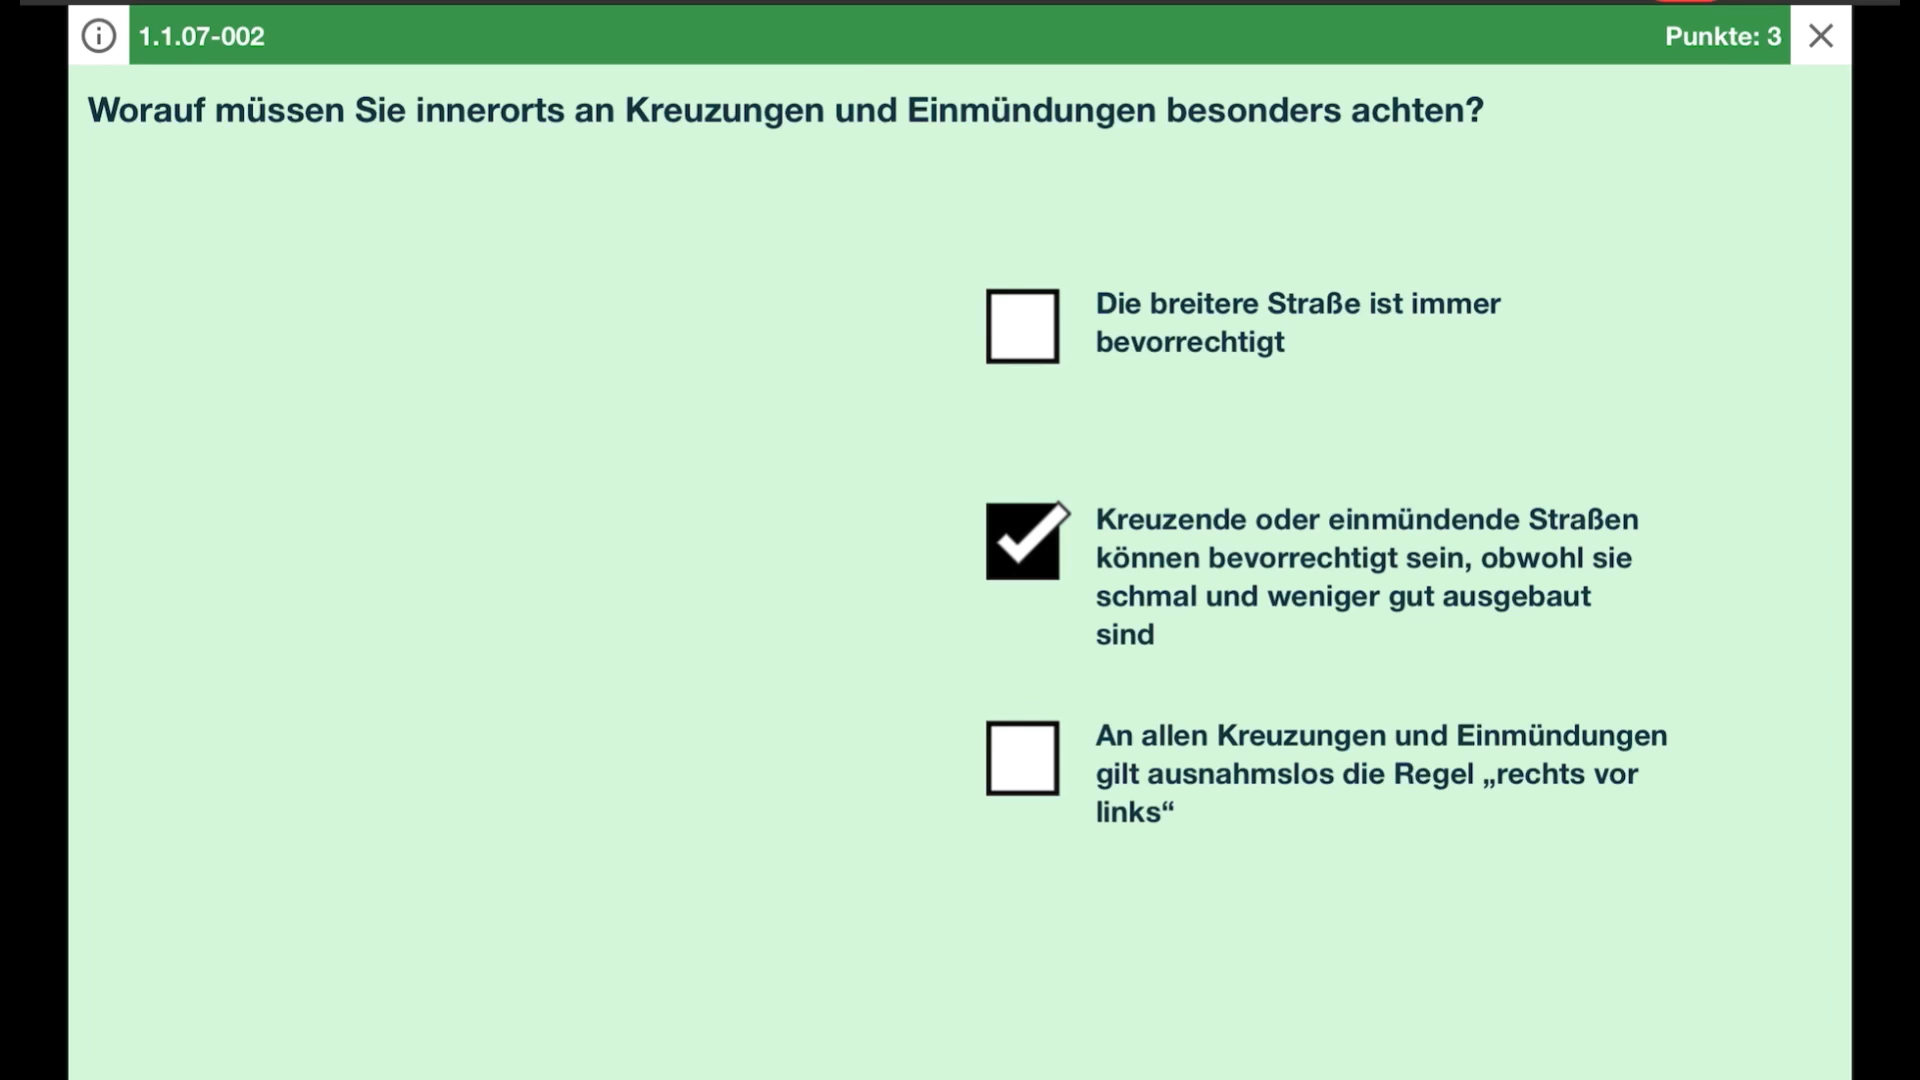 1.1.07-002
Punkte: 3
Worauf müssen Sie innerorts an Kreuzungen und Einmündungen besonders achten?
Die breitere Straße ist immer
bevorrechtigt
Kreuzende oder einmündende Straßen
können bevorrechtigt sein, obwohl sie
schmal und weniger gut ausgebaut
sind
An allen Kreuzungen und Einmündungen
gilt ausnahmslos die Regel „rechts vor
links“